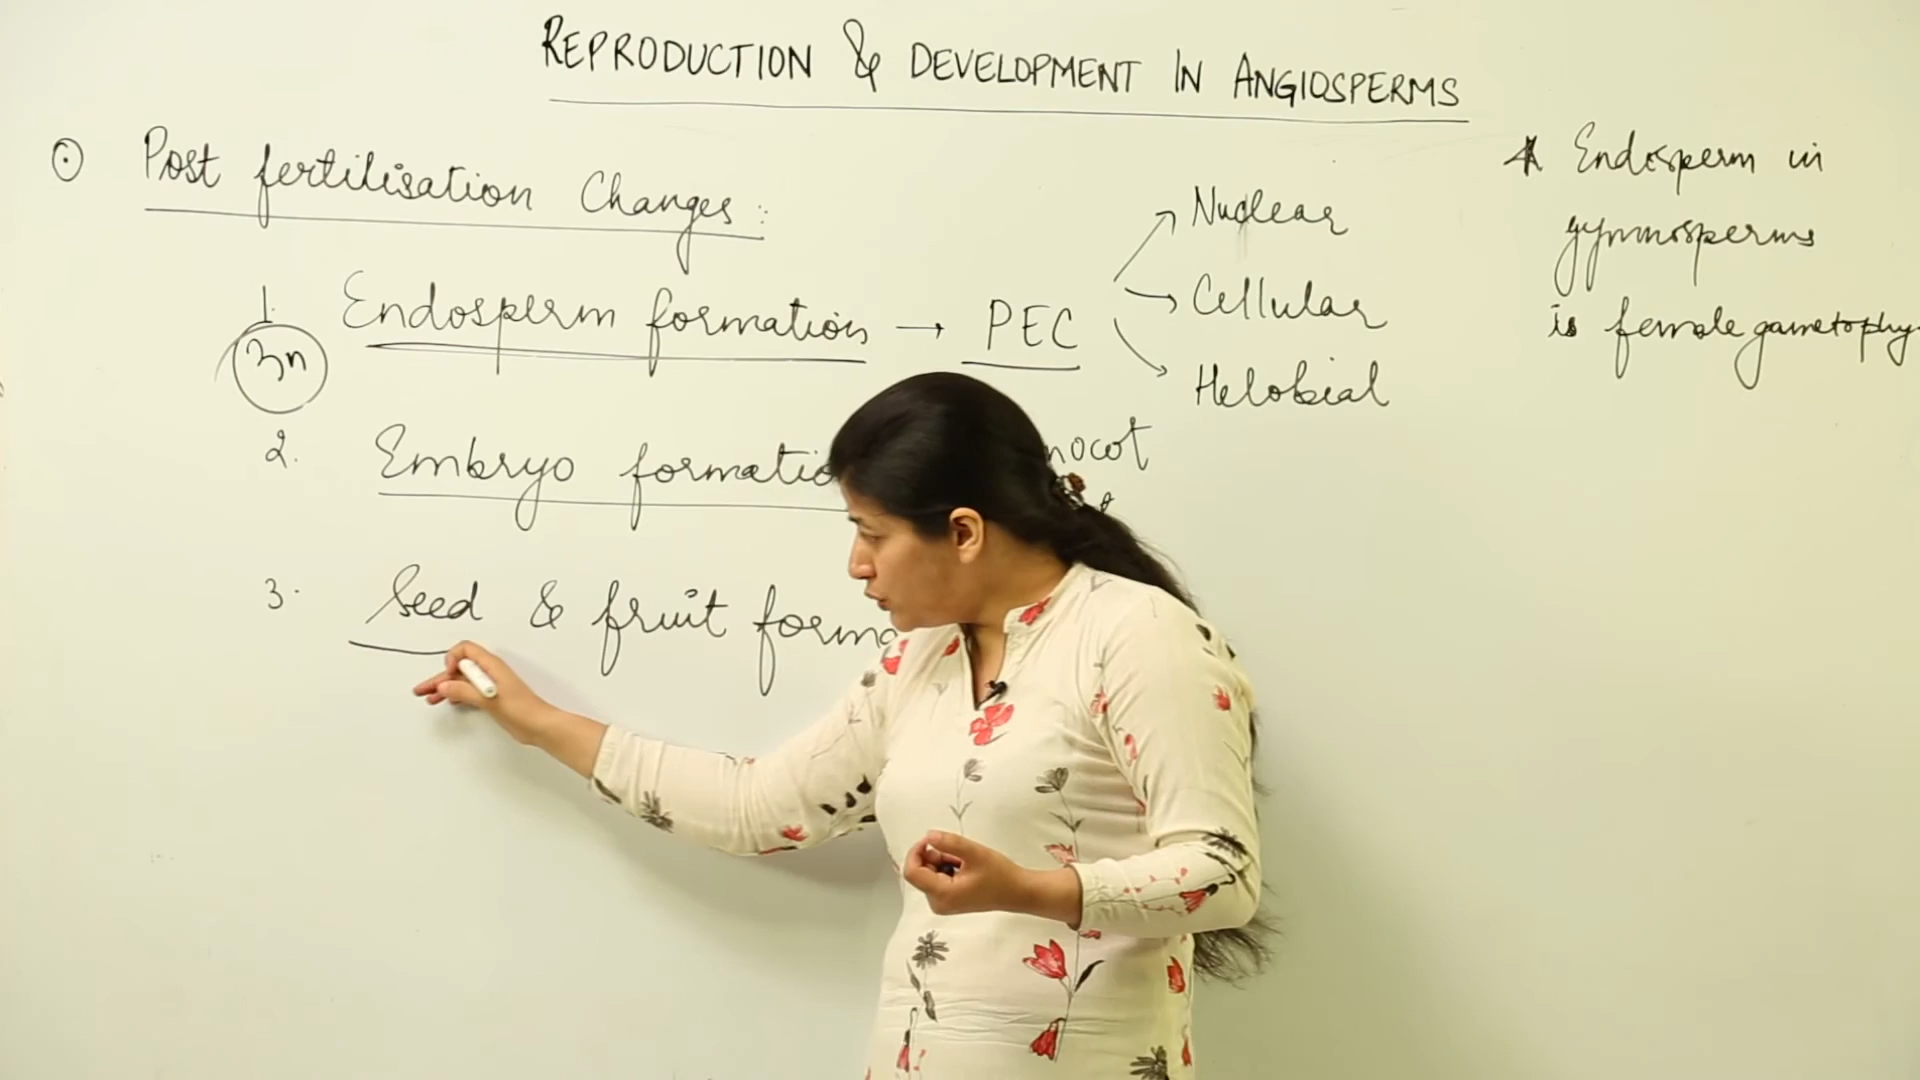 REPRODUCTION & DEVELOPMENT IN ANGIOSPERMS
Post fertilisation Changes :
1. Endosperm formation → PEC
3n
Nuclear
Cellular
Helobial
2. Embryo formatio
nocot
3. Seed & fruit forma
* Endosperm in
gymnosperms
is female gametophy